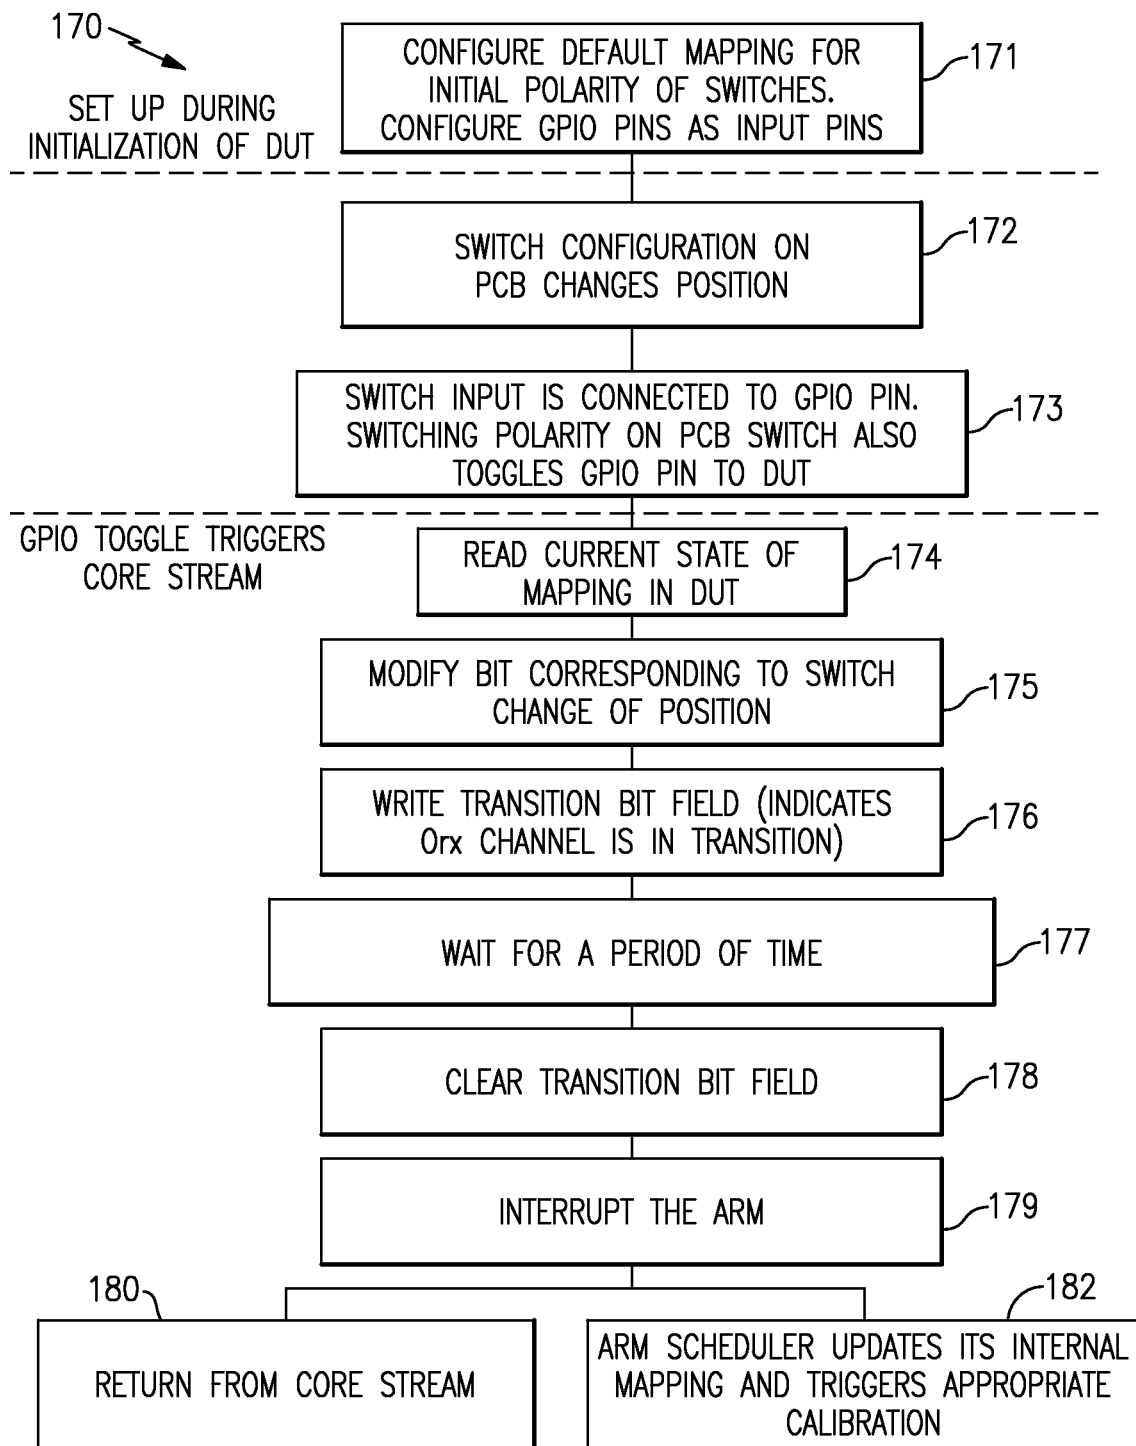 170
SET UP DURING
INITIALIZATION OF DUT
CONFIGURE DEFAULT MAPPING FOR
INITIAL POLARITY OF SWITCHES.
CONFIGURE GPIO PINS AS INPUT PINS
171
SWITCH CONFIGURATION ON
PCB CHANGES POSITION
172
SWITCH INPUT IS CONNECTED TO GPIO PIN.
SWITCHING POLARITY ON PCB SWITCH ALSO
TOGGLES GPIO PIN TO DUT
173
GPIO TOGGLE TRIGGERS
CORE STREAM
READ CURRENT STATE OF
MAPPING IN DUT
174
MODIFY BIT CORRESPONDING TO SWITCH
CHANGE OF POSITION
175
WRITE TRANSITION BIT FIELD (INDICATES
Orx CHANNEL IS IN TRANSITION)
176
WAIT FOR A PERIOD OF TIME
177
CLEAR TRANSITION BIT FIELD
178
INTERRUPT THE ARM
179
180
RETURN FROM CORE STREAM
182
ARM SCHEDULER UPDATES ITS INTERNAL
MAPPING AND TRIGGERS APPROPRIATE
CALIBRATION